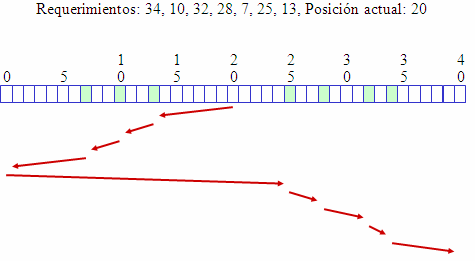 Requerimientos: 34, 10, 32, 28, 7, 25, 13, Posición actual: 20
1 1 2 2 3 3 4
0 5 0 5 0 5 0 5 0